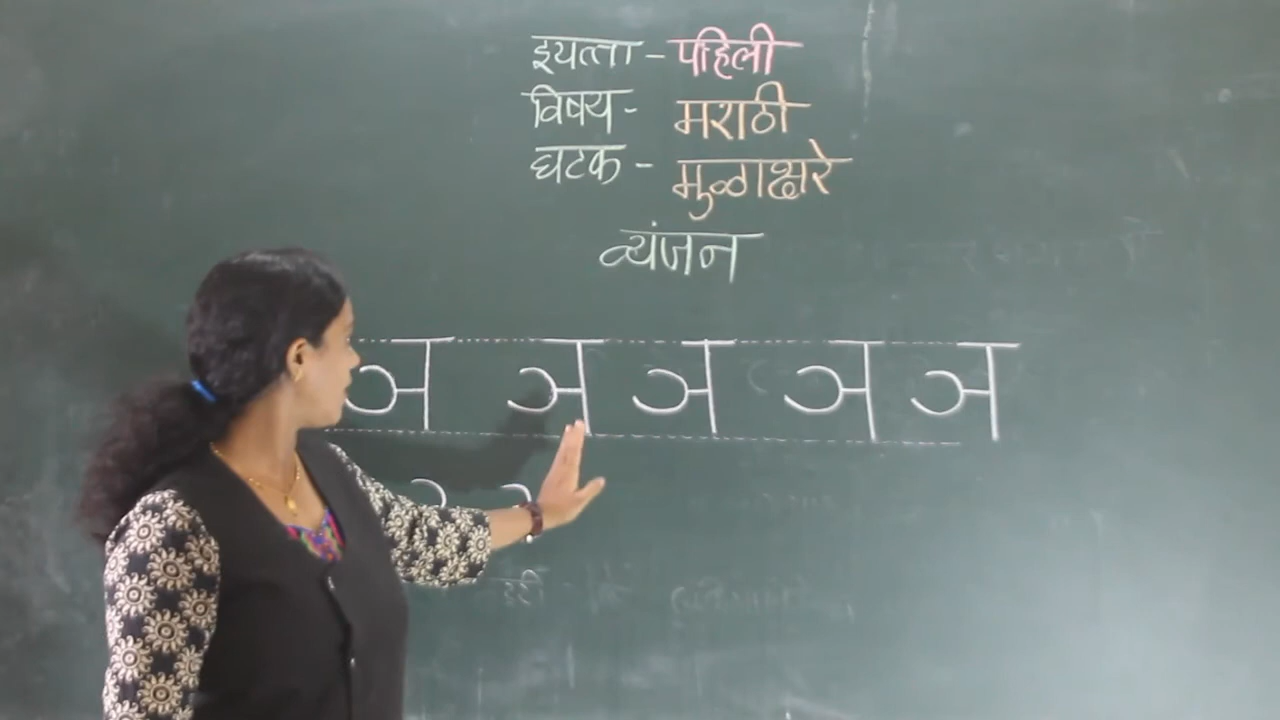 इयत्ता - पहिली
विषय - मराठी
घटक - मुळाक्षरे
व्यंजन
ञ ञ ञ ञ ञ